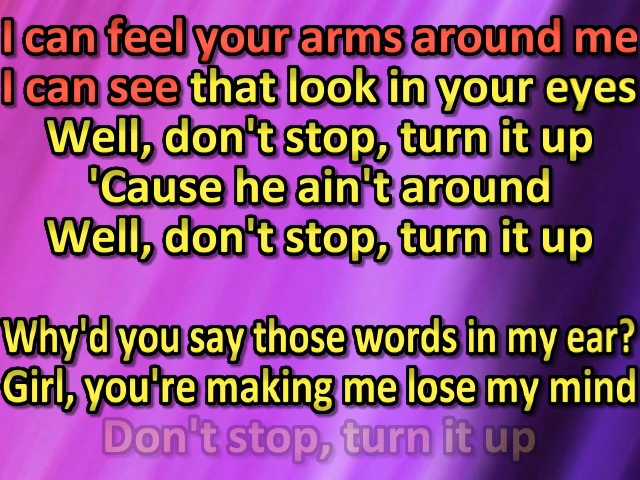 I can feel your arms around me
I can see that look in your eyes
Well, don't stop, turn it up
'Cause he ain't around
Well, don't stop, turn it up
Why'd you say those words in my ear?
Girl, you're making me lose my mind
Don't stop, turn it up